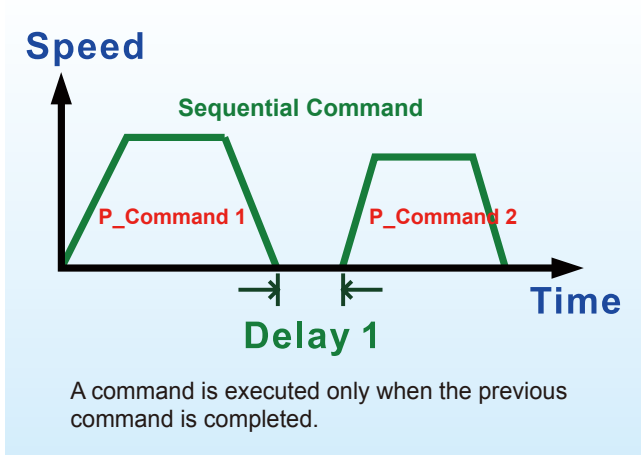 Speed
Sequential Command
P_Command 1
P_Command 2
Time
Delay 1
A command is executed only when the previous
command is completed.